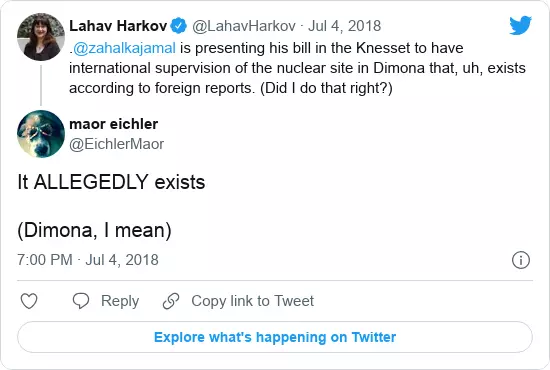 Lahav Harkov @LahavHarkov · Jul 4, 2018
.@zahalkajamal is presenting his bill in the Knesset to have
international supervision of the nuclear site in Dimona that, uh, exists
according to foreign reports. (Did I do that right?)
maor eichler
@EichlerMaor
It ALLEGEDLY exists
(Dimona, I mean)
7:00 PM · Jul 4, 2018
Reply Copy link to Tweet
Explore what's happening on Twitter